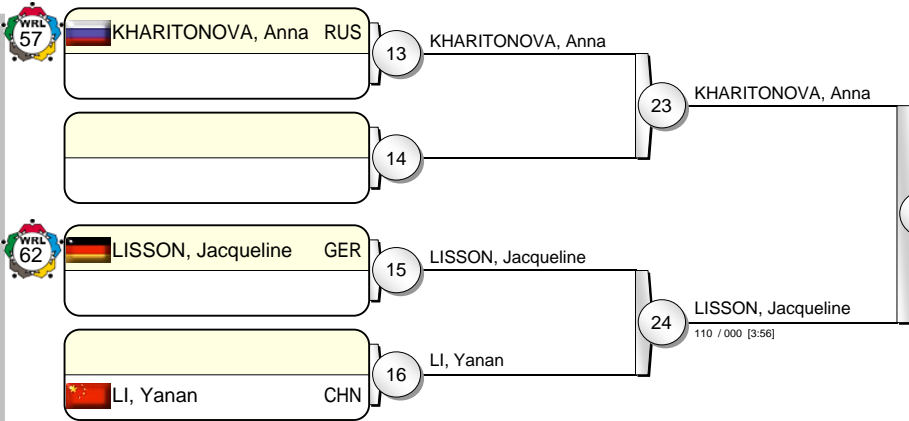 WRL
57
KHARITONOVA, Anna RUS
13
KHARITONOVA, Anna
23
KHARITONOVA, Anna
14
WRL
62
LISSON, Jacqueline GER
15
LISSON, Jacqueline
24
LISSON, Jacqueline
110 / 000 [3:56]
16
LI, Yanan
LI, Yanan CHN